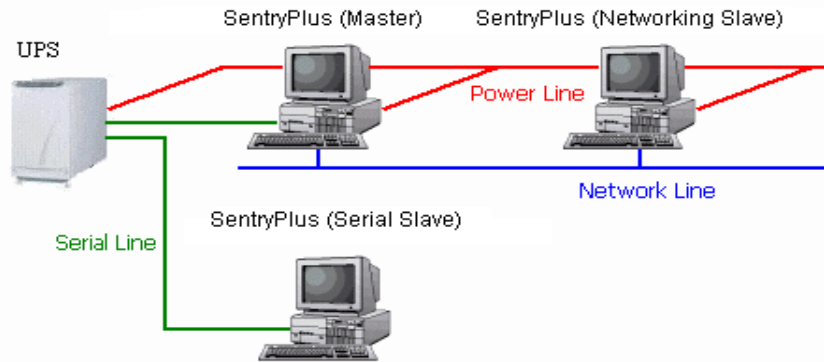 SentryPlus (Master)
SentryPlus (Networking Slave)
UPS
Power Line
Network Line
SentryPlus (Serial Slave)
Serial Line